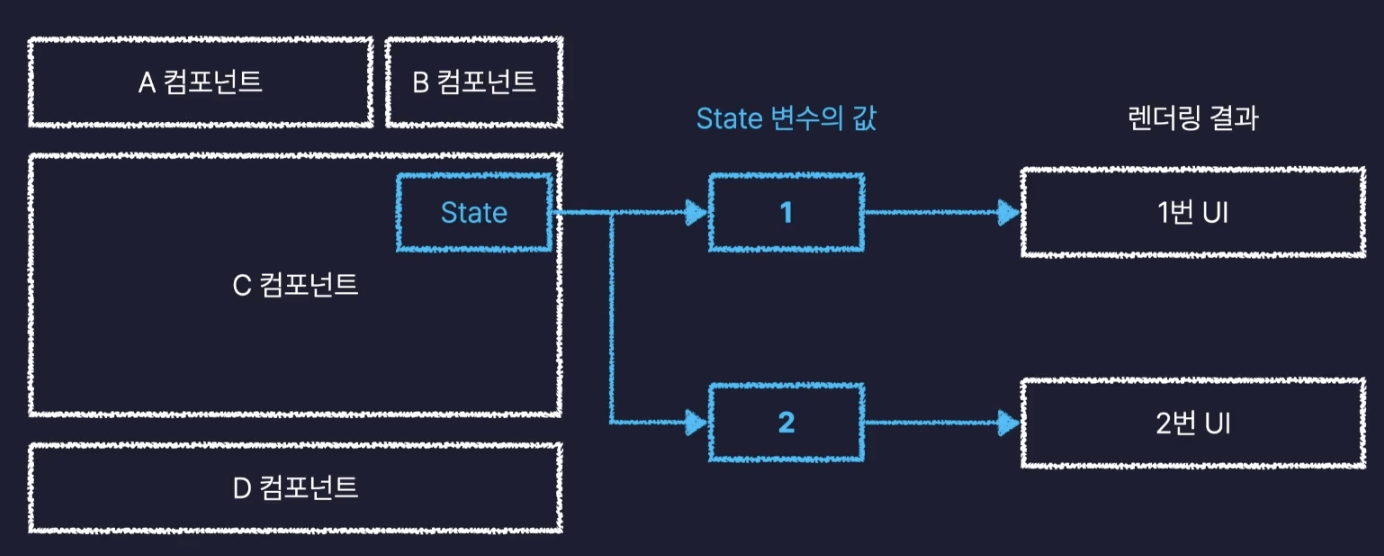 A 컴포넌트
B 컴포넌트
State 변수의 값
렌더링 결과
State
1
1번 UI
C 컴포넌트
2
2번 UI
D 컴포넌트